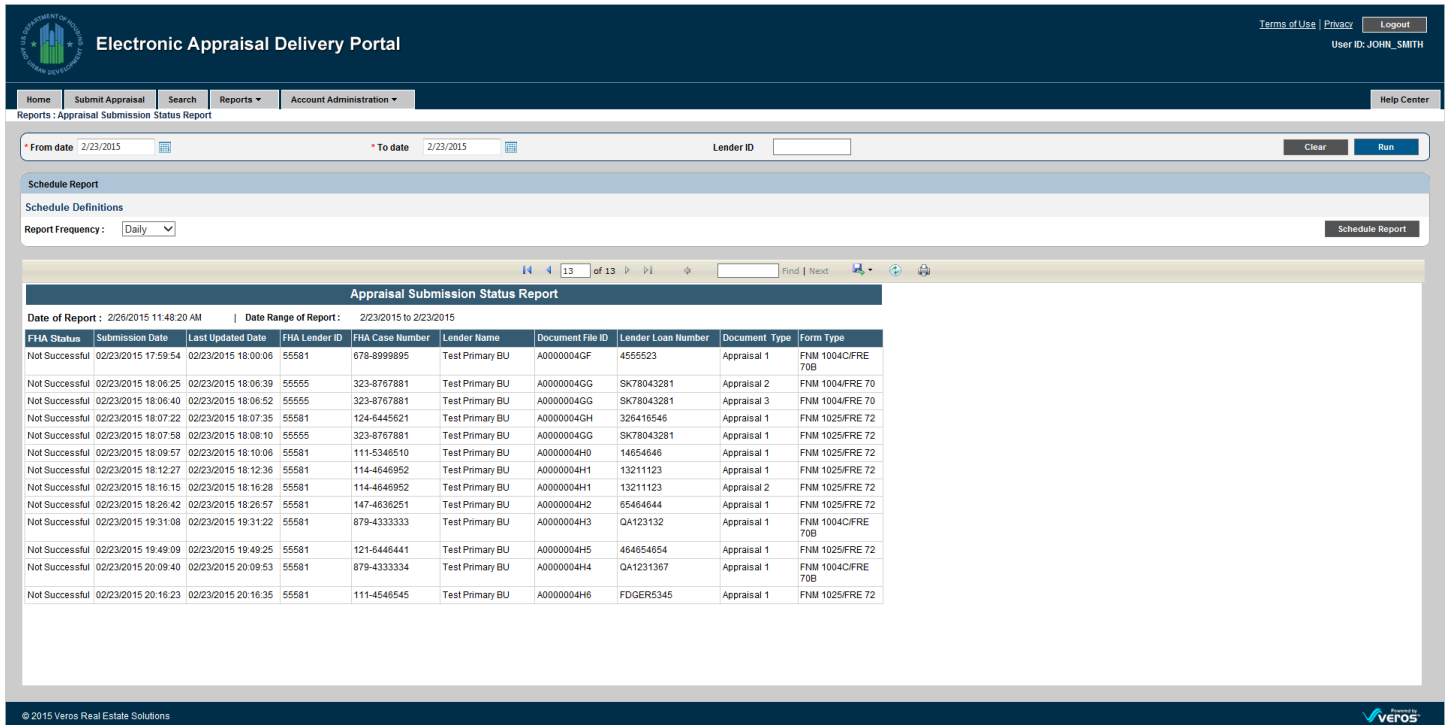 U.S. DEPARTMENT OF HOUSING AND URBAN DEVELOPMENT
Electronic Appraisal Delivery Portal
Terms of Use | Privacy Logout
User ID: JOHN_SMITH
Home Submit Appraisal Search Reports Account Administration Help Center
Reports : Appraisal Submission Status Report
* From date 2/23/2015 * To date 2/23/2015 Lender ID Clear Run
Schedule Report
Schedule Definitions
Report Frequency : Daily Schedule Report
13 of 13 Find | Next
Appraisal Submission Status Report
Date of Report : 2/26/2015 11:48:20 AM | Date Range of Report : 2/23/2015 to 2/23/2015
FHA Status Submission Date Last Updated Date FHA Lender ID FHA Case Number Lender Name Document File ID Lender Loan Number Document Type Form Type
Not Successful 02/23/2015 17:59:54 02/23/2015 18:00:06 55581 678-8999895 Test Primary BU A0000004GF 4555523 Appraisal 1 FNM 1004C/FRE
70B
Not Successful 02/23/2015 18:06:25 02/23/2015 18:06:39 55555 323-8767881 Test Primary BU A0000004GG SK78043281 Appraisal 2 FNM 1004/FRE 70
Not Successful 02/23/2015 18:06:40 02/23/2015 18:06:52 55555 323-8767881 Test Primary BU A0000004GG SK78043281 Appraisal 3 FNM 1004/FRE 70
Not Successful 02/23/2015 18:07:22 02/23/2015 18:07:35 55581 124-6445621 Test Primary BU A0000004GH 326416546 Appraisal 1 FNM 1025/FRE 72
Not Successful 02/23/2015 18:07:58 02/23/2015 18:08:10 55555 323-8767881 Test Primary BU A0000004GG SK78043281 Appraisal 1 FNM 1025/FRE 72
Not Successful 02/23/2015 18:09:57 02/23/2015 18:10:06 55581 111-5346510 Test Primary BU A0000004H0 14654646 Appraisal 1 FNM 1025/FRE 72
Not Successful 02/23/2015 18:12:27 02/23/2015 18:12:36 55581 114-4646952 Test Primary BU A0000004H1 13211123 Appraisal 1 FNM 1025/FRE 72
Not Successful 02/23/2015 18:16:15 02/23/2015 18:16:28 55581 114-4646952 Test Primary BU A0000004H1 13211123 Appraisal 2 FNM 1025/FRE 72
Not Successful 02/23/2015 18:26:42 02/23/2015 18:26:57 55581 147-4636251 Test Primary BU A0000004H2 65464644 Appraisal 1 FNM 1025/FRE 72
Not Successful 02/23/2015 19:31:08 02/23/2015 19:31:22 55581 879-4333333 Test Primary BU A0000004H3 QA123132 Appraisal 1 FNM 1004C/FRE
70B
Not Successful 02/23/2015 19:49:09 02/23/2015 19:49:25 55581 121-6446441 Test Primary BU A0000004H5 464654654 Appraisal 1 FNM 1025/FRE 72
Not Successful 02/23/2015 20:09:40 02/23/2015 20:09:53 55581 879-4333334 Test Primary BU A0000004H4 QA1231367 Appraisal 1 FNM 1004C/FRE
70B
Not Successful 02/23/2015 20:16:23 02/23/2015 20:16:35 55581 111-4546545 Test Primary BU A0000004H6 FDGER5345 Appraisal 1 FNM 1025/FRE 72
© 2015 Veros Real Estate Solutions
Powered by
veros